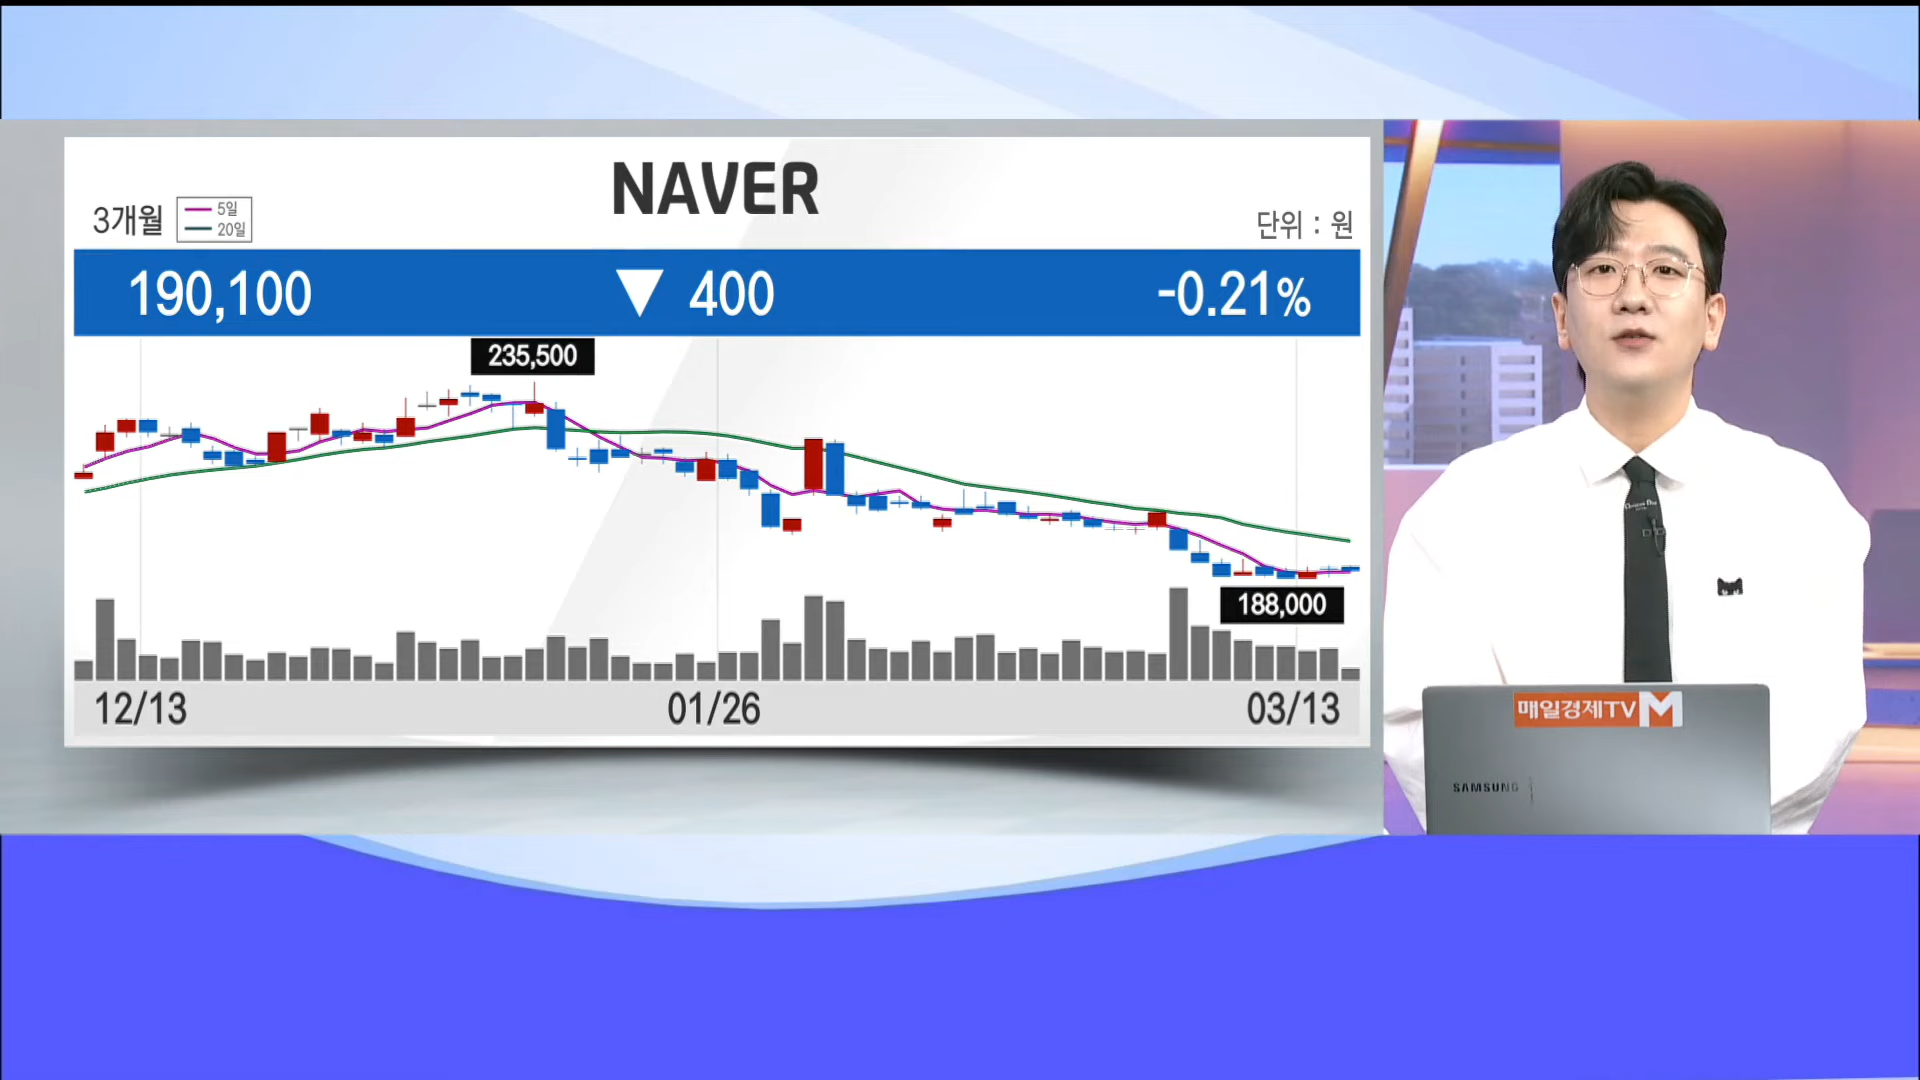 NAVER
3개월
5일
20일
단위 : 원
190,100 ▼ 400 -0.21%
235,500
188,000
12/13 01/26 03/13
매일경제TV M
SAMSUNG